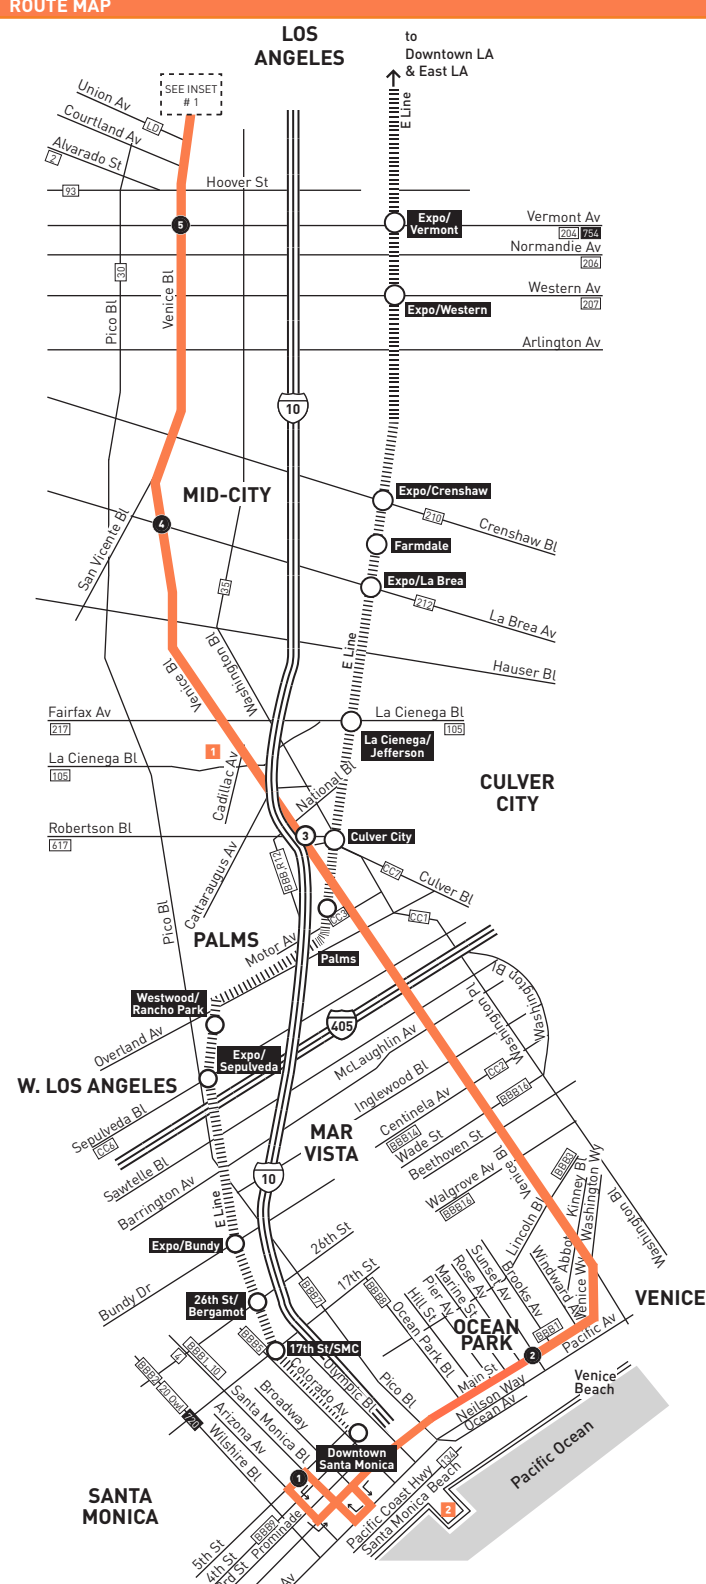 ROUTE MAP
LOS
ANGELES
to
Downtown LA
& East LA
SEE INSET
# 1
E Line
Union Av
LD
Courtland Av
Alvarado St
2
93
Hoover St
5
Expo/
Vermont
Vermont Av
204 754
Normandie Av
206
30
Pico Bl
Venice Bl
Western Av
207
Expo/Western
Arlington Av
10
MID-CITY
Expo/Crenshaw
210
Crenshaw Bl
4
San Vicente Bl
Farmdale
Expo/La Brea
35
212
La Brea Av
Hauser Bl
E Line
Venice Bl
Washington Bl
Fairfax Av
217
La Cienega Bl
105
La Cienega/
Jefferson
1
La Cienega Bl
105
Cadillac Av
National Bl
CULVER
CITY
Robertson Bl
617
3
Culver City
BBB R12
CC7
Culver Bl
Cattaraugus Av
Pico Bl
CC3
CC1
PALMS
Motor Av
Palms
Westwood/
Rancho Park
Overland Av
405
Washington Bl
Washington Pl
Washington Bl
Washington
Expo/
Sepulveda
W. LOS ANGELES
McLaughlin Av
Inglewood Bl
CC2
Centinela Av
BBB14
BBB16
Sepulveda Bl
CC6
Wade St
Beethoven St
MAR
VISTA
Sawtelle Bl
Barrington Av
10
Walgrove Av
BBB16
Venice Bl
BBB3
Lincoln Bl
Abbot Kinney Bl
Washington Wy
Washington Bl
E Line
Expo/Bundy
26th St
Bundy Dr
26th St/
Bergamot
BBB7
17th St
BBB8
Hill St
Pier Av
Marine St
Rose Av
Sunset Av
Brooks Av
Windward Av
Venice Wy
VENICE
OCEAN
PARK
BBB1
Pacific Av
BBB5
17th St/SMC
Ocean Park Bl
2
Main St
Neilson Way
Ocean Av
Venice
Beach
4
BBB1, 10
BBB2
20 Owl
720
Colorado Av
Olympic Bl
Broadway
Santa Monica Bl
Arizona Av
Wilshire Bl
Pico Bl
Downtown
Santa Monica
1
134
Pacific Coast Hwy
Santa Monica Beach
Pacific Ocean
2
SANTA
MONICA
BBB9
Prominade
5th St
4th St
3rd St
Av